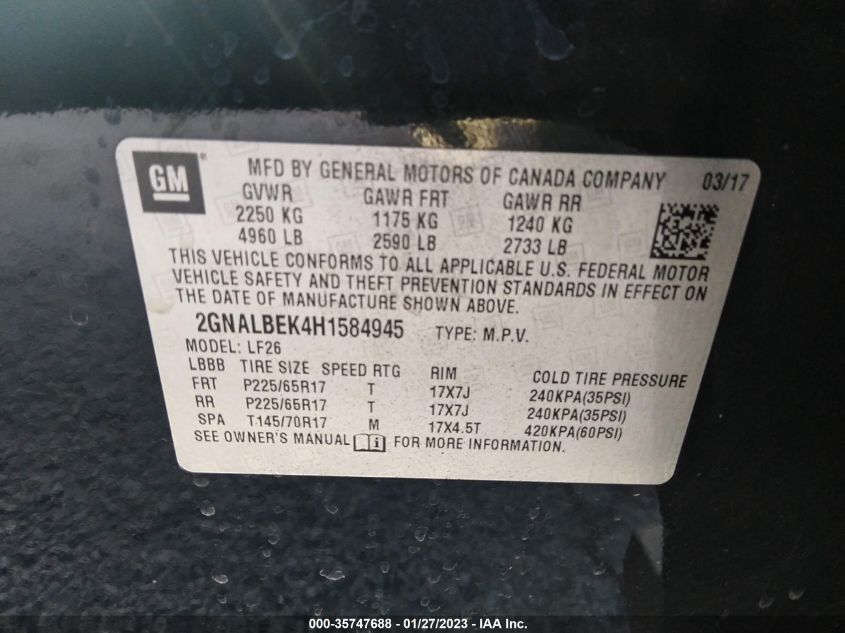 GM ® MFD BY GENERAL MOTORS OF CANADA COMPANY 03/17
GVWR GAWR FRT GAWR RR
2250 KG 1175 KG 1240 KG
4960 LB 2590 LB 2733 LB
THIS VEHICLE CONFORMS TO ALL APPLICABLE U.S. FEDERAL MOTOR
VEHICLE SAFETY AND THEFT PREVENTION STANDARDS IN EFFECT ON
THE DATE OF MANUFACTURE SHOWN ABOVE.
2GNALBEK4H1584945 TYPE: M.P.V.
MODEL: LF26
LBBB TIRE SIZE SPEED RTG RIM COLD TIRE PRESSURE
FRT P225/65R17 T 17X7J 240KPA(35PSI)
RR P225/65R17 T 17X7J 240KPA(35PSI)
SPA T145/70R17 M 17X4.5T 420KPA(60PSI)
SEE OWNER'S MANUAL FOR MORE INFORMATION.
000-35747688 - 01/27/2023 - IAA Inc.